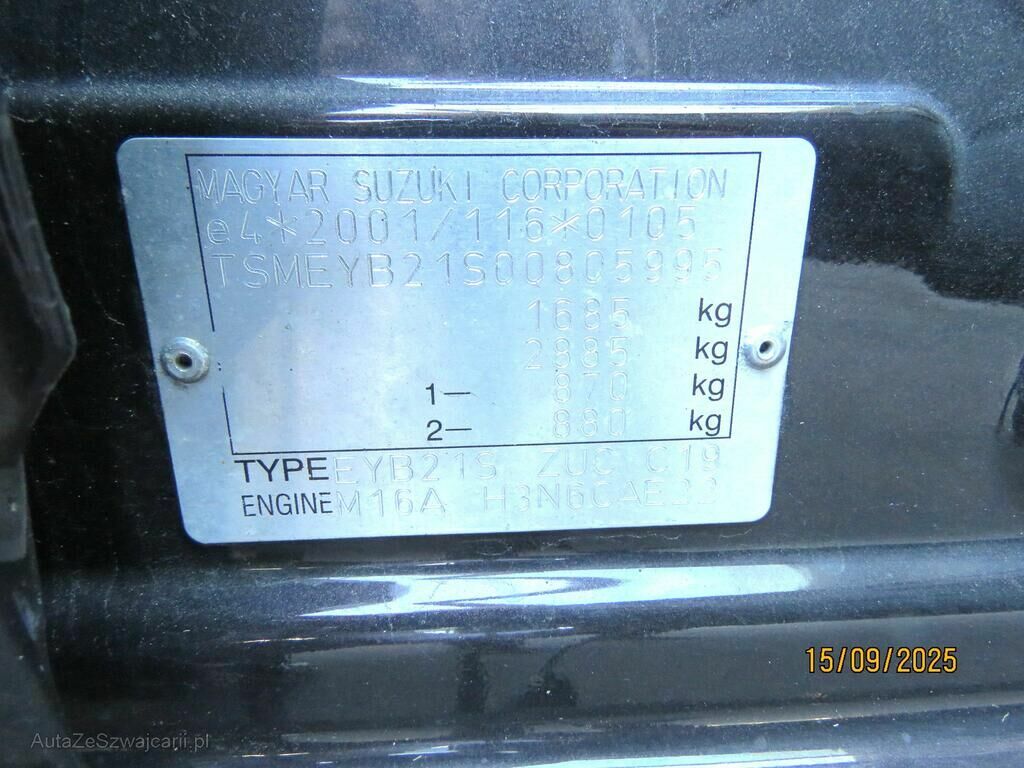 MAGYAR SUZUKI CORPORATION
e4*2001/116*0105
TSMEYB21S00805995
1685 kg
2885 kg
1- 870 kg
2- 880 kg
TYPE EYB21S ZUC C19
ENGINE M16A H3N6CAE22
15/09/2025
AutaZeSzwajcarii.pl